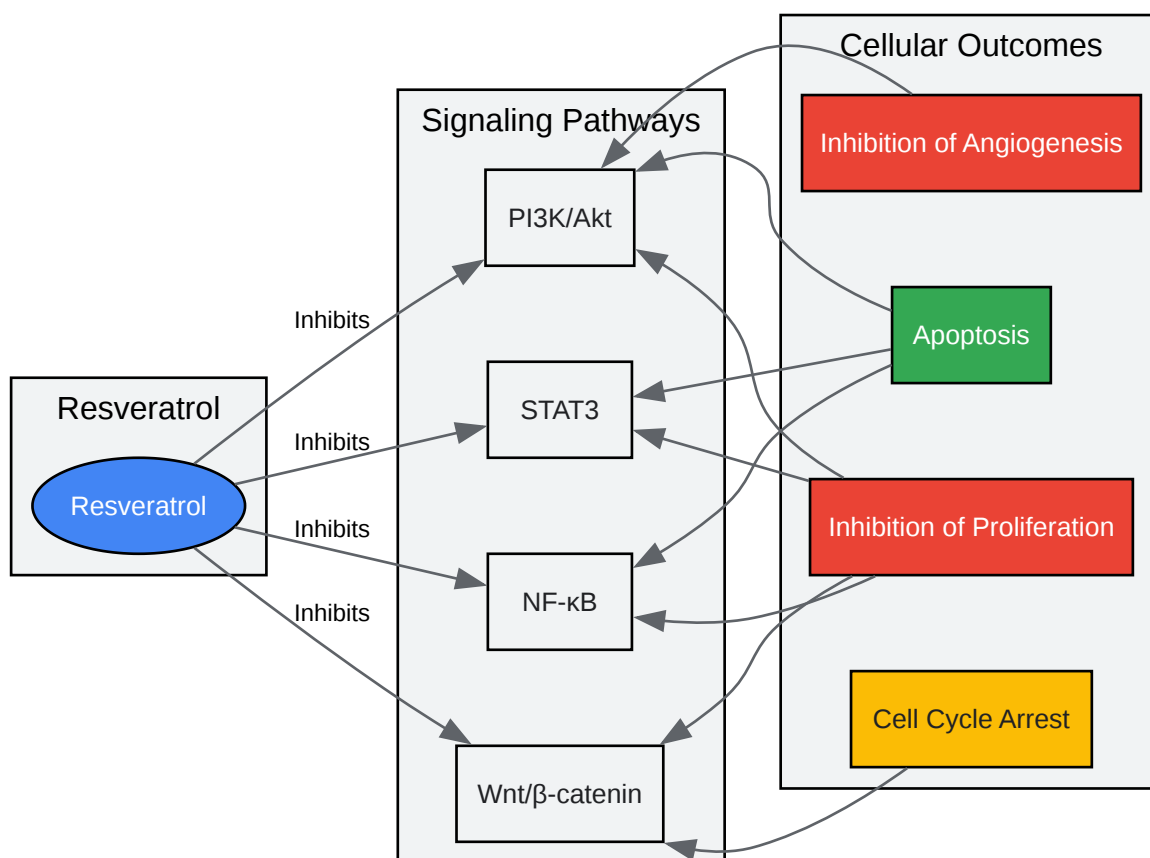 Resveratrol
Resveratrol
Inhibits
Inhibits
Inhibits
Inhibits
Signaling Pathways
PI3K/Akt
STAT3
NF-κB
Wnt/β-catenin
Cellular Outcomes
Inhibition of Angiogenesis
Apoptosis
Inhibition of Proliferation
Cell Cycle Arrest